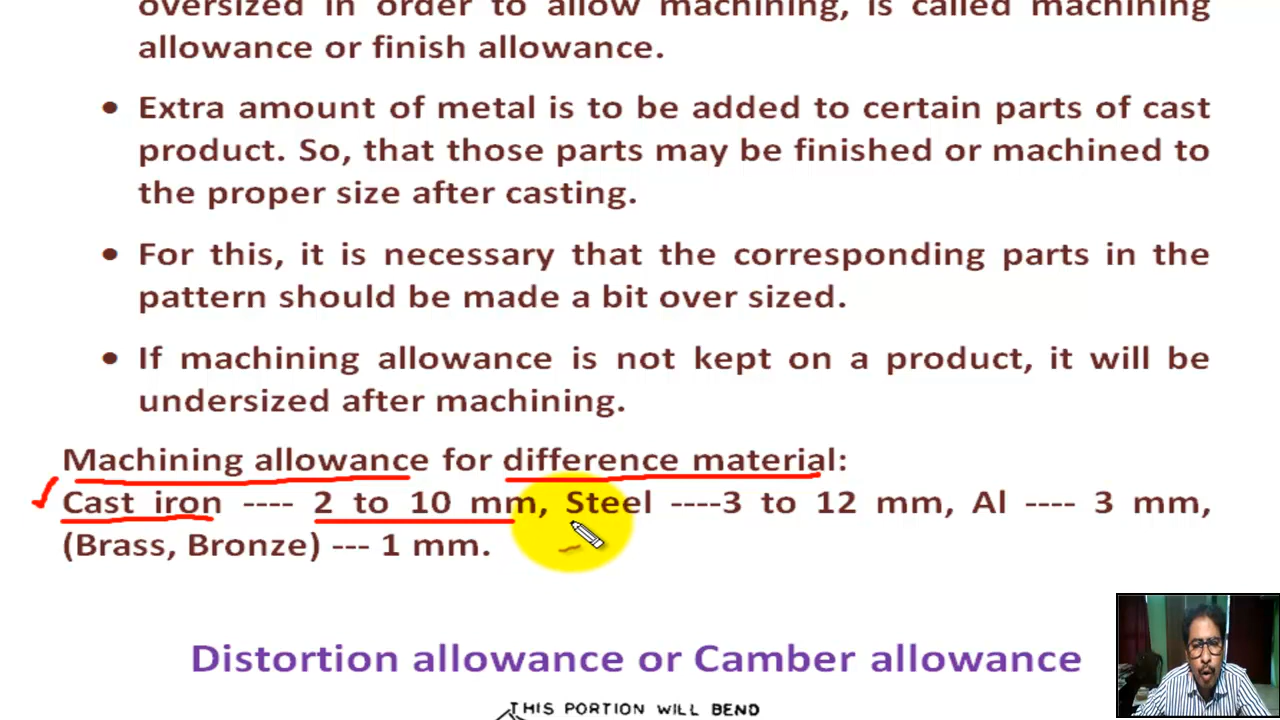 oversized in order to allow machining, is called machining
allowance or finish allowance.
• Extra amount of metal is to be added to certain parts of cast
product. So, that those parts may be finished or machined to
the proper size after casting.
• For this, it is necessary that the corresponding parts in the
pattern should be made a bit over sized.
• If machining allowance is not kept on a product, it will be
undersized after machining.
Machining allowance for difference material:
Cast iron ---- 2 to 10 mm, Steel ----3 to 12 mm, Al ---- 3 mm,
(Brass, Bronze) --- 1 mm.
Distortion allowance or Camber allowance
THIS PORTION WILL BEND